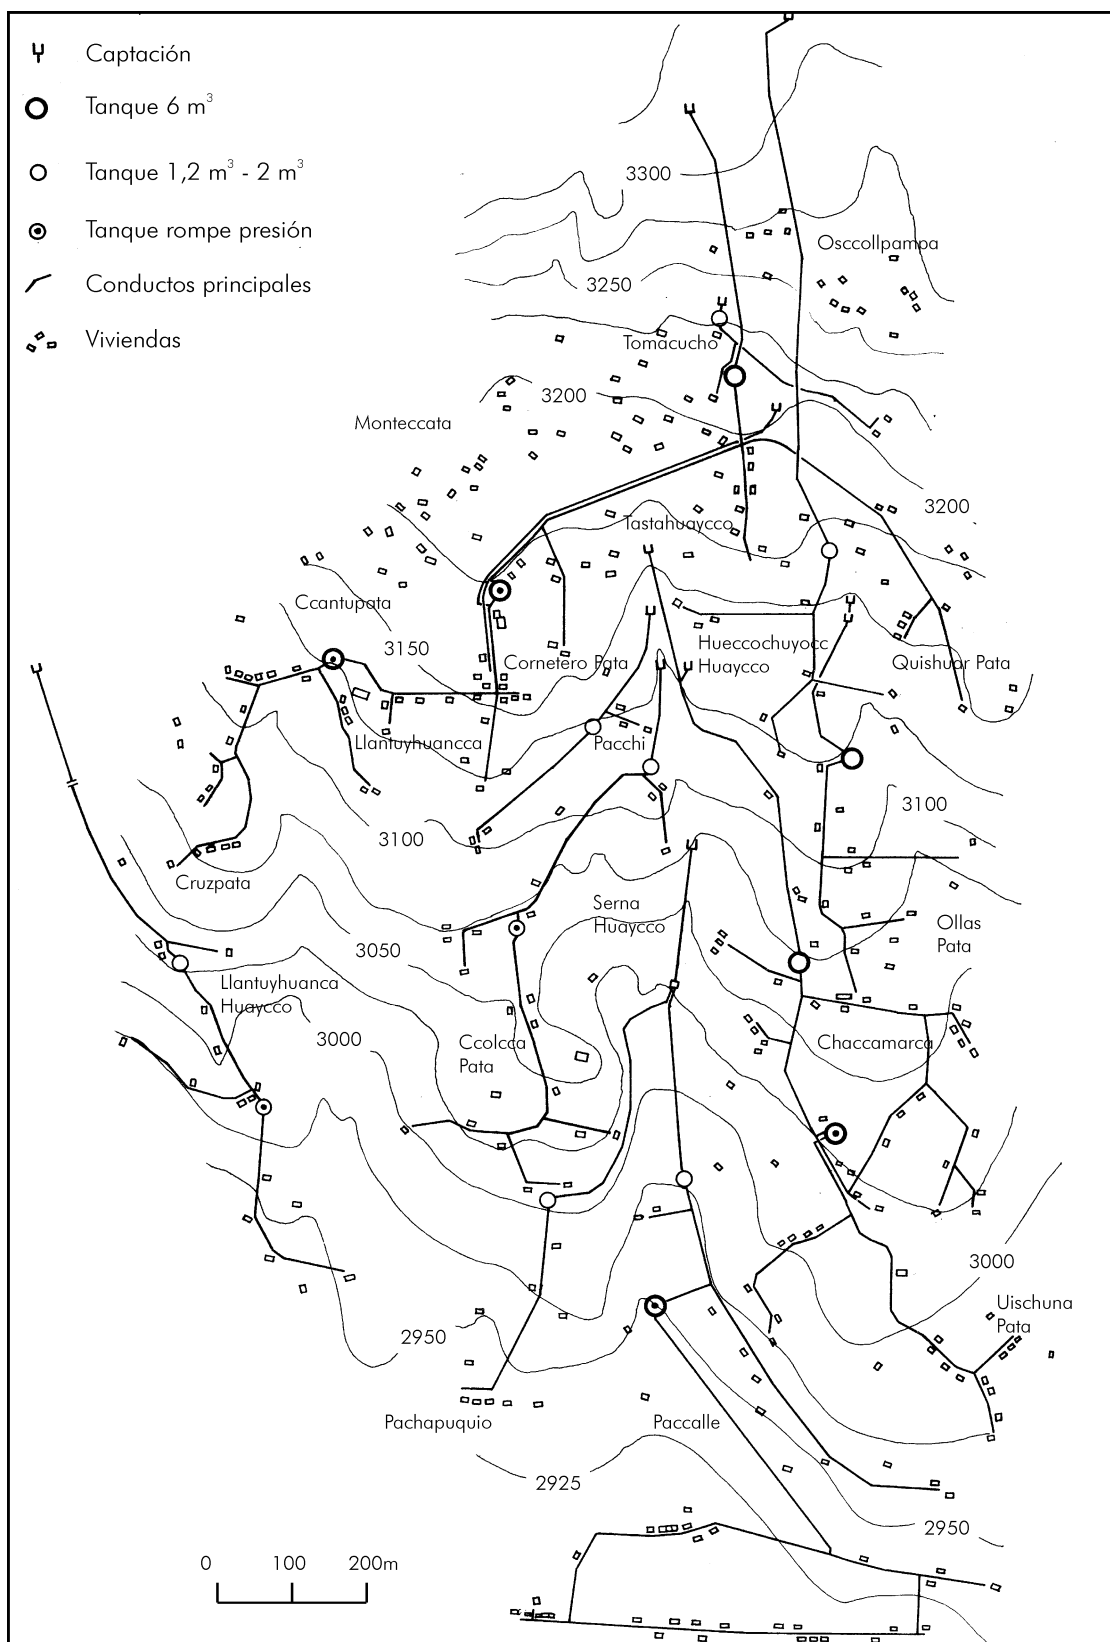 Captación
Tanque 6 m³
Tanque 1,2 m³ - 2 m³
Tanque rompe presión
Conductos principales
Viviendas
3300
Osccollpampa
3250
Tomacucho
3200
Monteccata
3200
Tastahuaycco
Ccantupata
3150
Cornetero Pata
Hueccochuyocc
Huaycco
Quishuar Pata
Llantuyhuancca
Pacchi
3100
3100
Cruzpata
Serna
Huaycco
Ollas
Pata
3050
Llantuyhuanca
Huaycco
3000
Ccolcca
Pata
Chaccamarca
3000
Uischuna
Pata
2950
Pachapuquio
Paccalle
2925
2950
0 100 200m